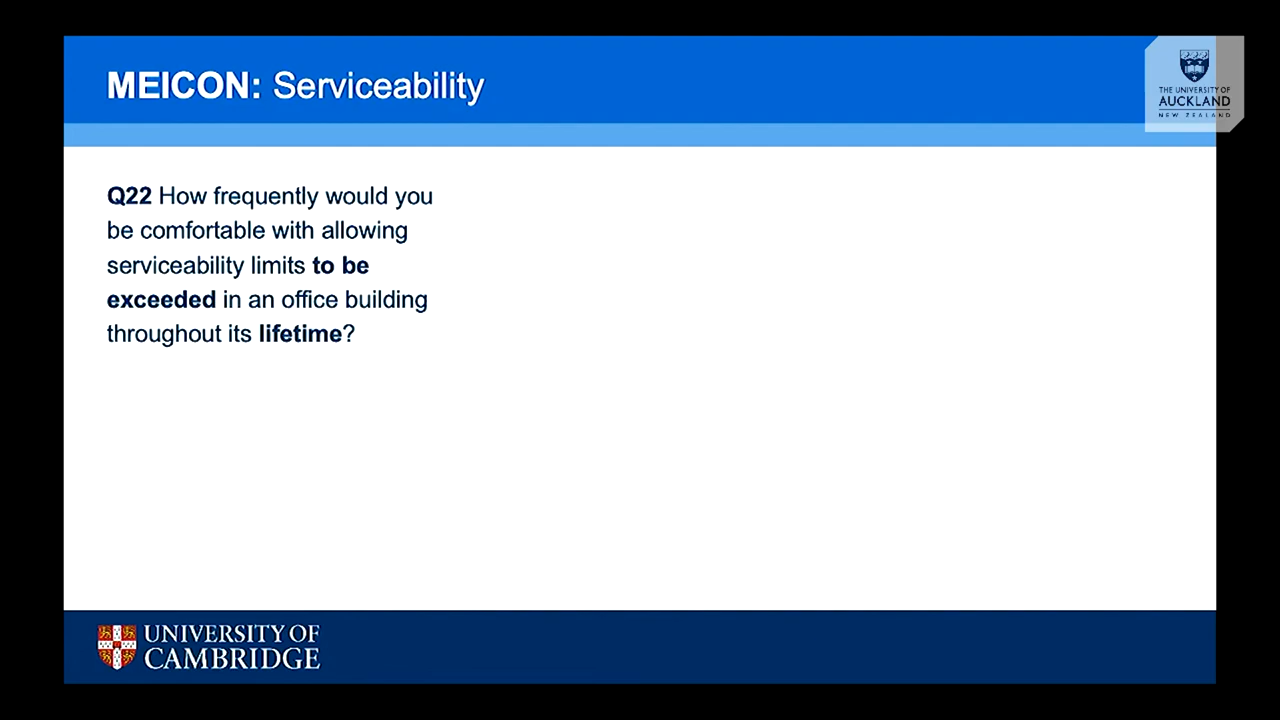 MEICON: Serviceability
THE UNIVERSITY OF
AUCKLAND
NEW ZEALAND
Q22 How frequently would you
be comfortable with allowing
serviceability limits to be
exceeded in an office building
throughout its lifetime?
UNIVERSITY OF
CAMBRIDGE